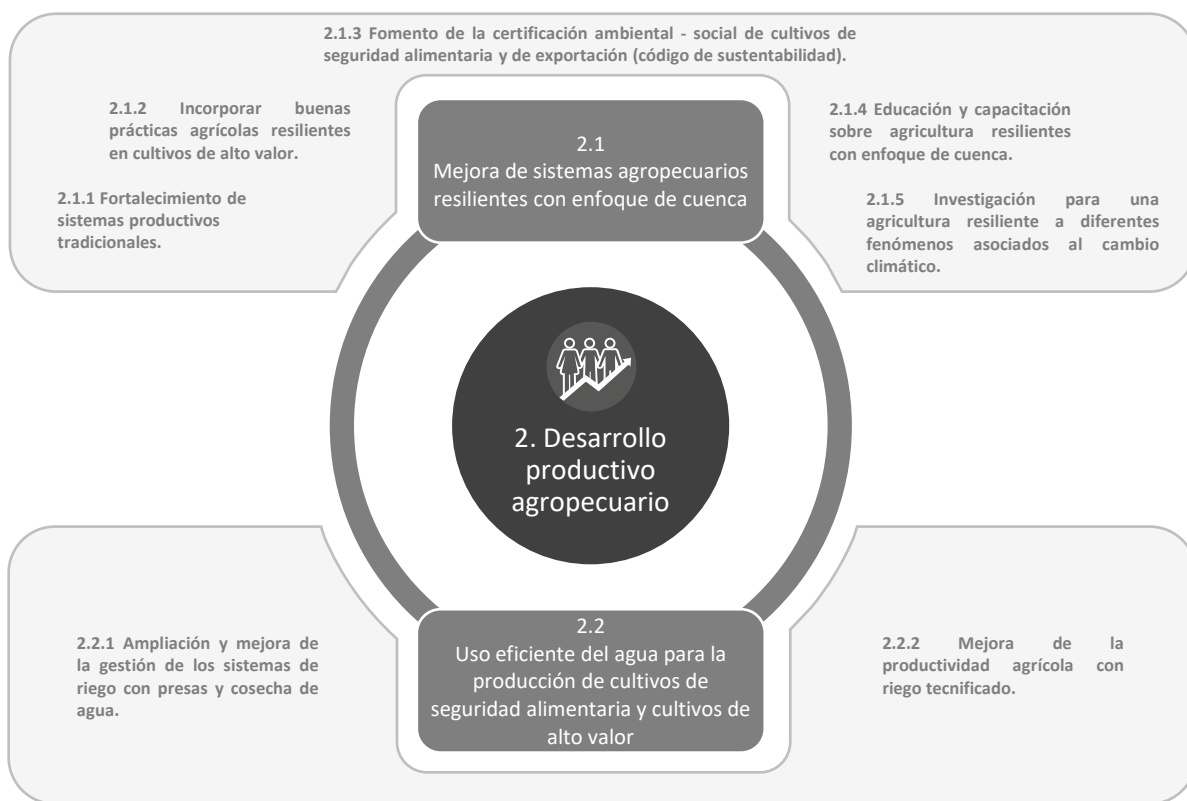 2.1.3 Fomento de la certificación ambiental - social de cultivos de
seguridad alimentaria y de exportación (código de sustentabilidad).
2.1.2 Incorporar buenas
prácticas agrícolas resilientes
en cultivos de alto valor.
2.1.1 Fortalecimiento de
sistemas productivos
tradicionales.
2.1
Mejora de sistemas agropecuarios
resilientes con enfoque de cuenca
2.1.4 Educación y capacitación
sobre agricultura resilientes
con enfoque de cuenca.
2.1.5 Investigación para una
agricultura resiliente a diferentes
fenómenos asociados al cambio
climático.
2. Desarrollo
productivo
agropecuario
2.2.1 Ampliación y mejora de
la gestión de los sistemas de
riego con presas y cosecha de
agua.
2.2
Uso eficiente del agua para la
producción de cultivos de
seguridad alimentaria y cultivos de
alto valor
2.2.2 Mejora de la
productividad agrícola con
riego tecnificado.